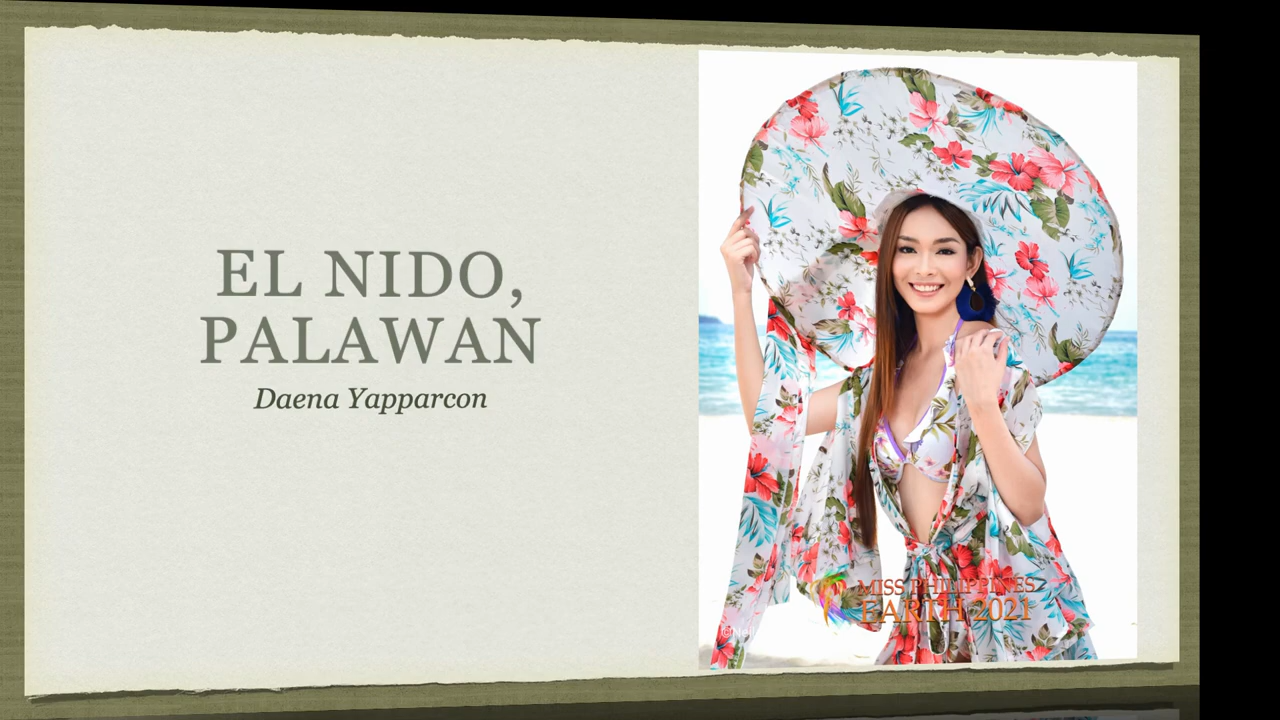 EL NIDO,
PALAWAN
Daena Yapparcon
MISS PHILIPPINES
EARTH 2021